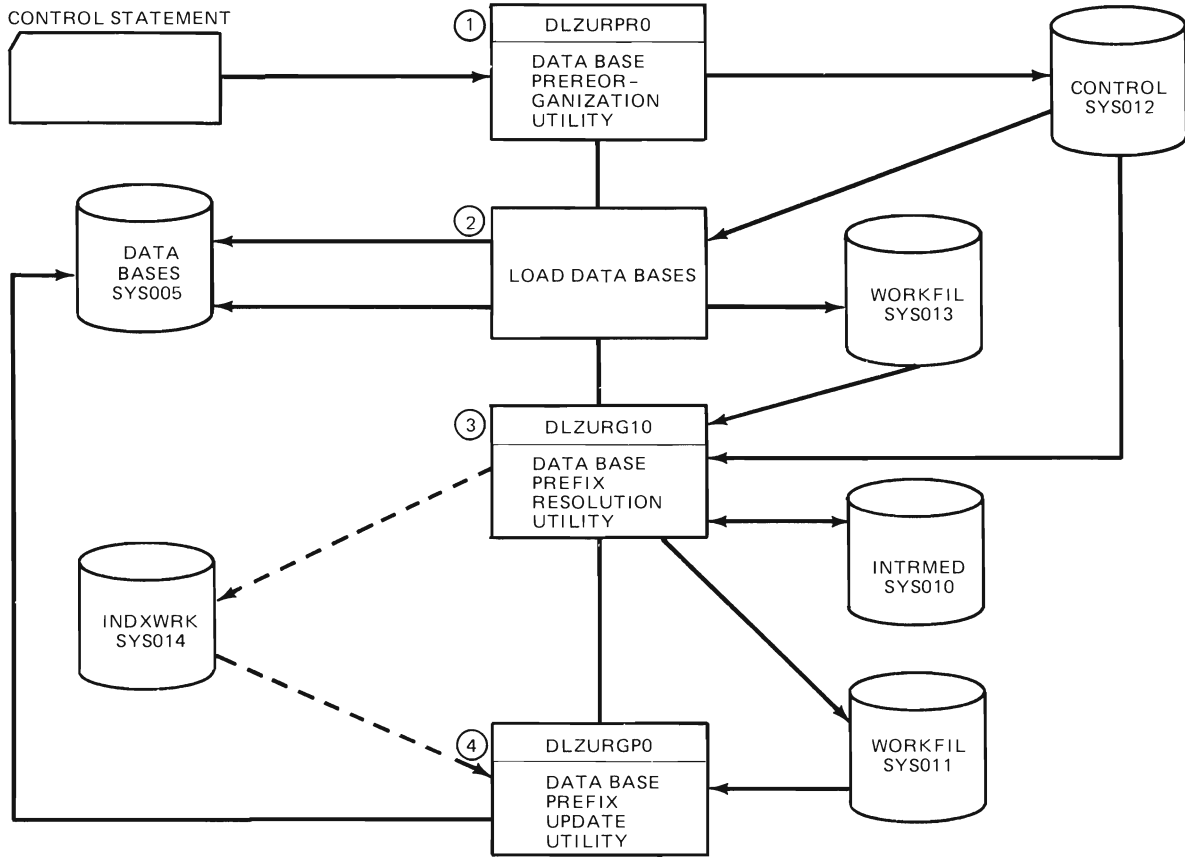 CONTROL STATEMENT
1
DLZURPR0
DATA BASE
PREREOR-
GANIZATION
UTILITY
CONTROL
SYS012
DATA
BASES
SYS005
2
LOAD DATA BASES
WORKFIL
SYS013
3
DLZURG10
DATA BASE
PREFIX
RESOLUTION
UTILITY
INTRMED
SYS010
INDXWRK
SYS014
4
DLZURGP0
DATA BASE
PREFIX
UPDATE
UTILITY
WORKFIL
SYS011